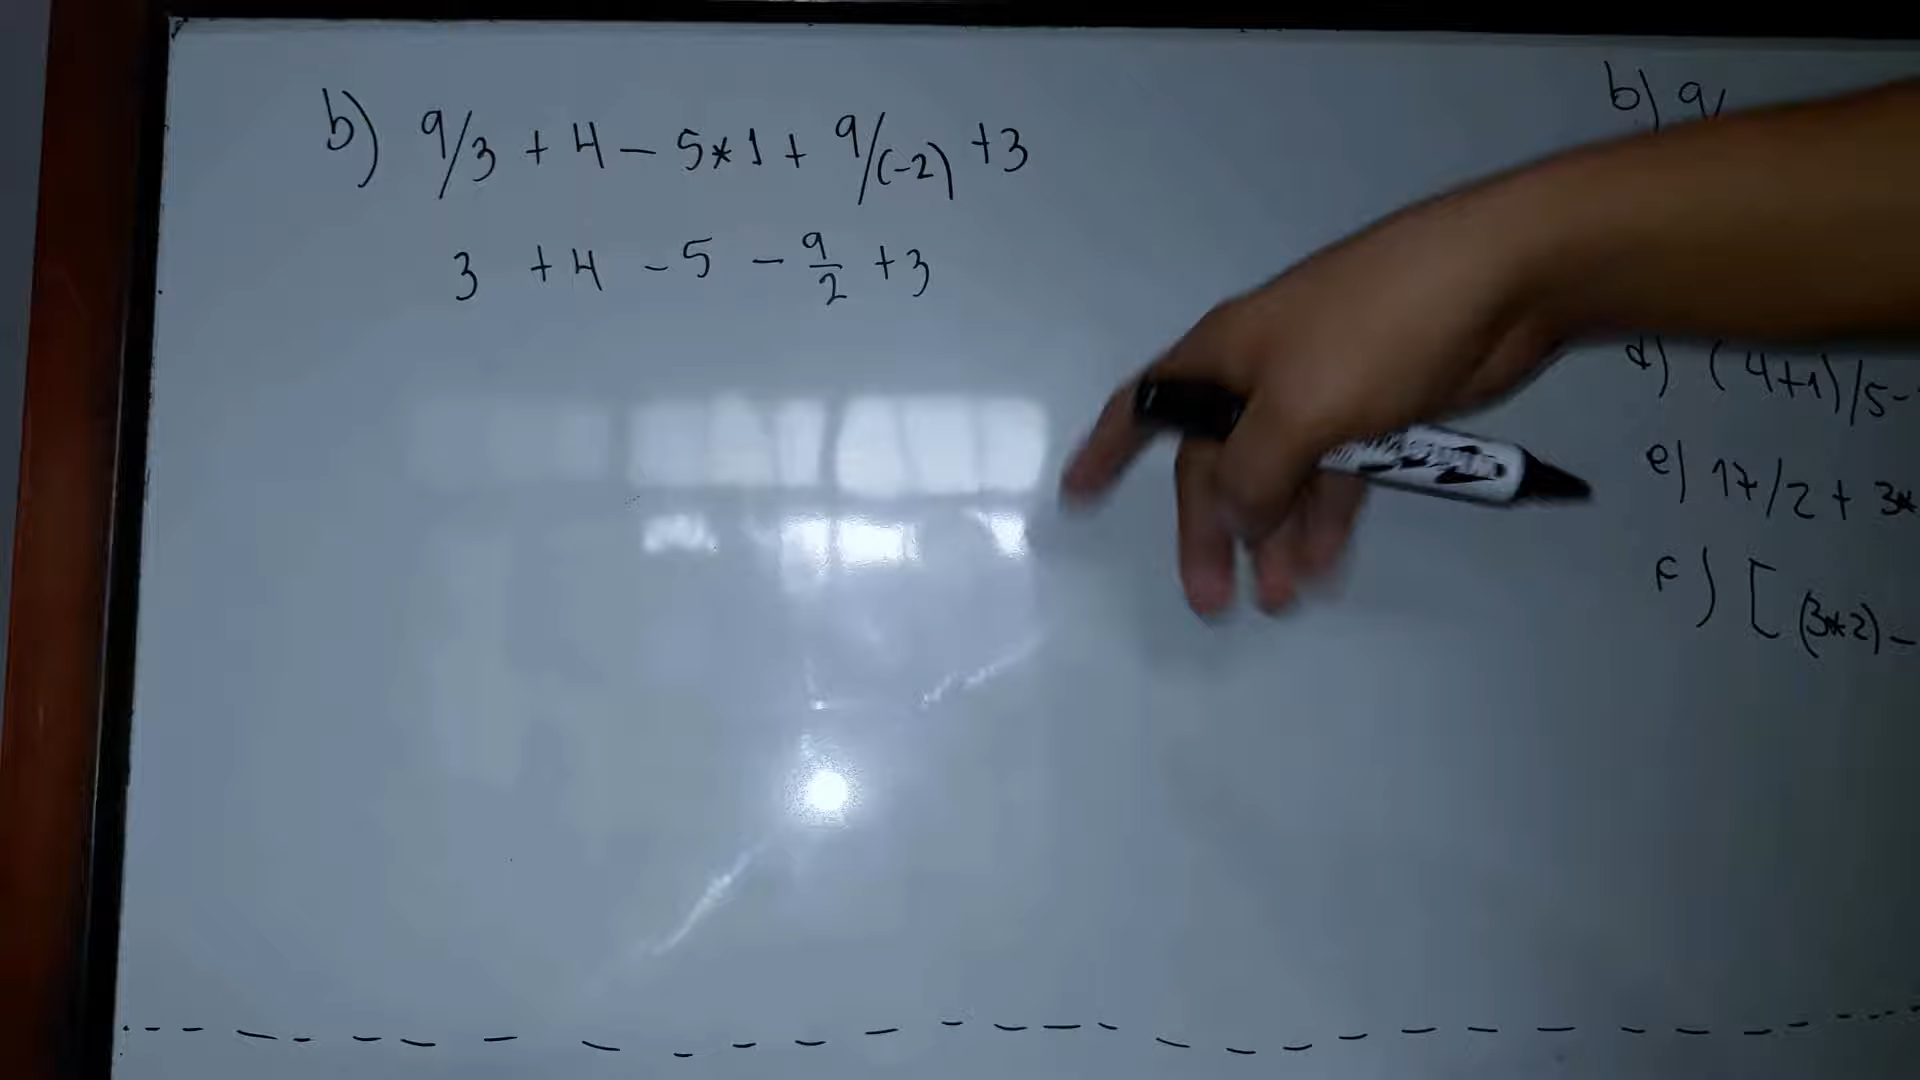 b) 9/3 + 4 - 5*1 + 9/(-2) +3
3 +4 -5 - 9/2 +3
b) 9/
d) (4+1)/5-
e) 17/2 + 3*
F) [(3*2)-